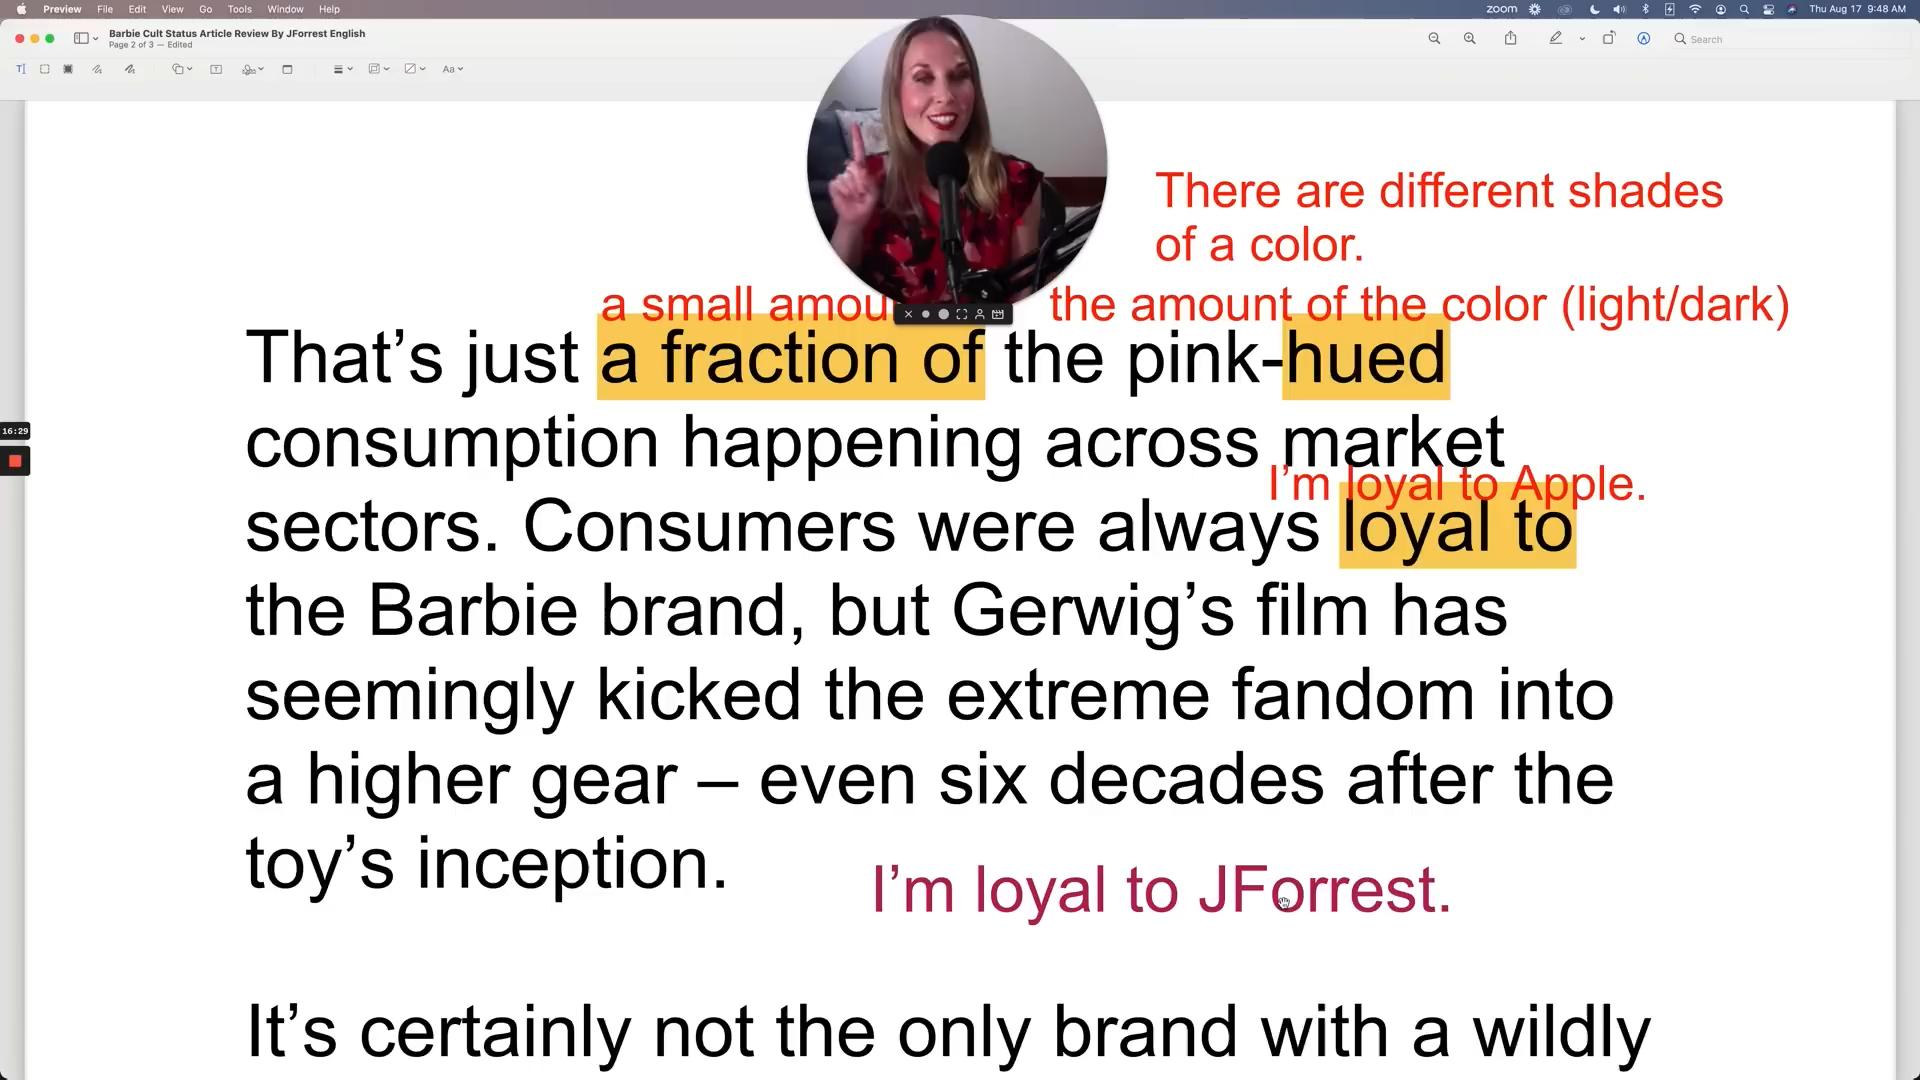 Preview File Edit View Go Tools Window Help
zoom
Thu Aug 17 9:48 AM
Barbie Cult Status Article Review By JForrest English
Page 2 of 3 — Edited
Search
Aa
There are different shades
of a color.
a small amou
the amount of the color (light/dark)
That’s just a fraction of the pink-hued
16:29
consumption happening across market
I’m loyal to Apple.
sectors. Consumers were always loyal to
the Barbie brand, but Gerwig’s film has
seemingly kicked the extreme fandom into
a higher gear – even six decades after the
toy’s inception.
I’m loyal to JForrest.
It’s certainly not the only brand with a wildly